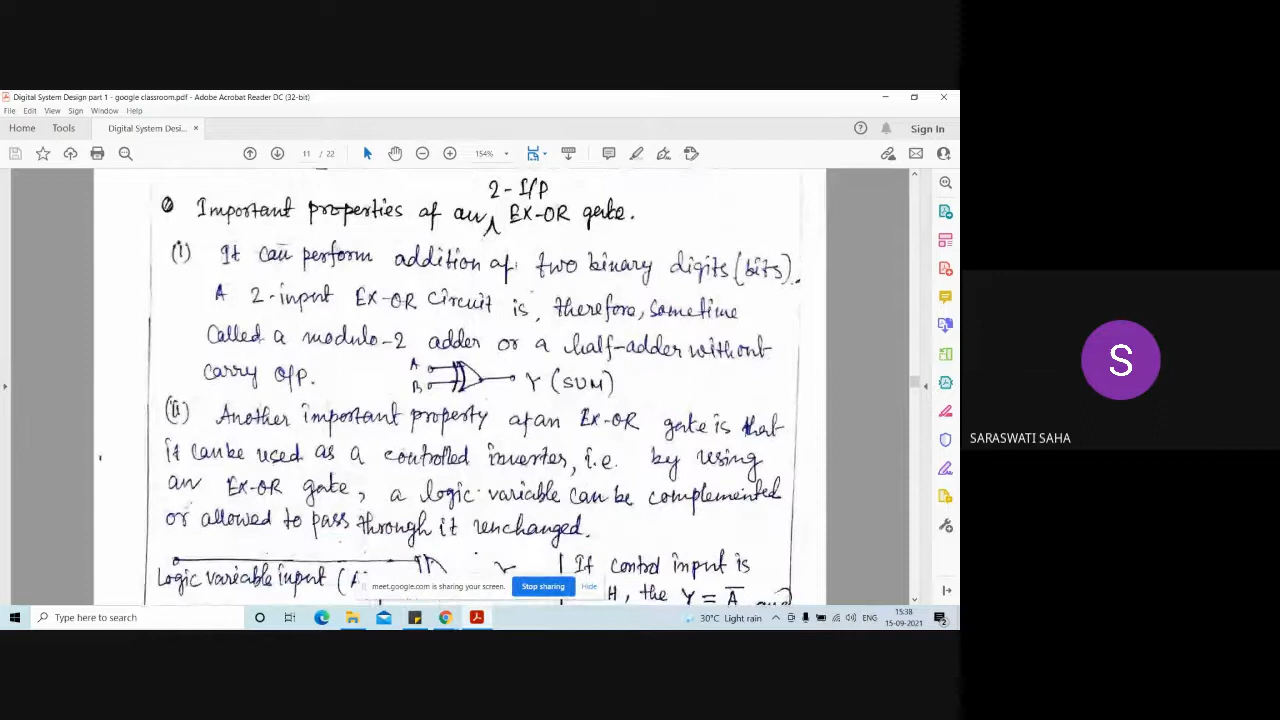 Digital System Design part 1 - google classroom.pdf - Adobe Acrobat Reader DC (32-bit)
File Edit View Sign Window Help
Home Tools Digital System Desi... × Sign In
11 / 22 154%
2-I/P
Important properties of an ∧ EX-OR gate.
(i) It can perform addition of two binary digits (bits).
A 2-input EX-OR circuit is, therefore, sometime
called a modulo-2 adder or a half-adder without
carry o/p. A B Y (SUM)
(ii) Another important property of an EX-OR gate is that
it can be used as a controlled inverter, i.e. by using
an EX-OR gate, a logic variable can be complemented
or allowed to pass through it unchanged.
If control input is
Logic variable input (A
H, the Y = A̅ and
meet.google.com is sharing your screen. Stop sharing Hide
S
SARASWATI SAHA
Type here to search
30°C Light rain ENG
15:38
15-09-2021
2